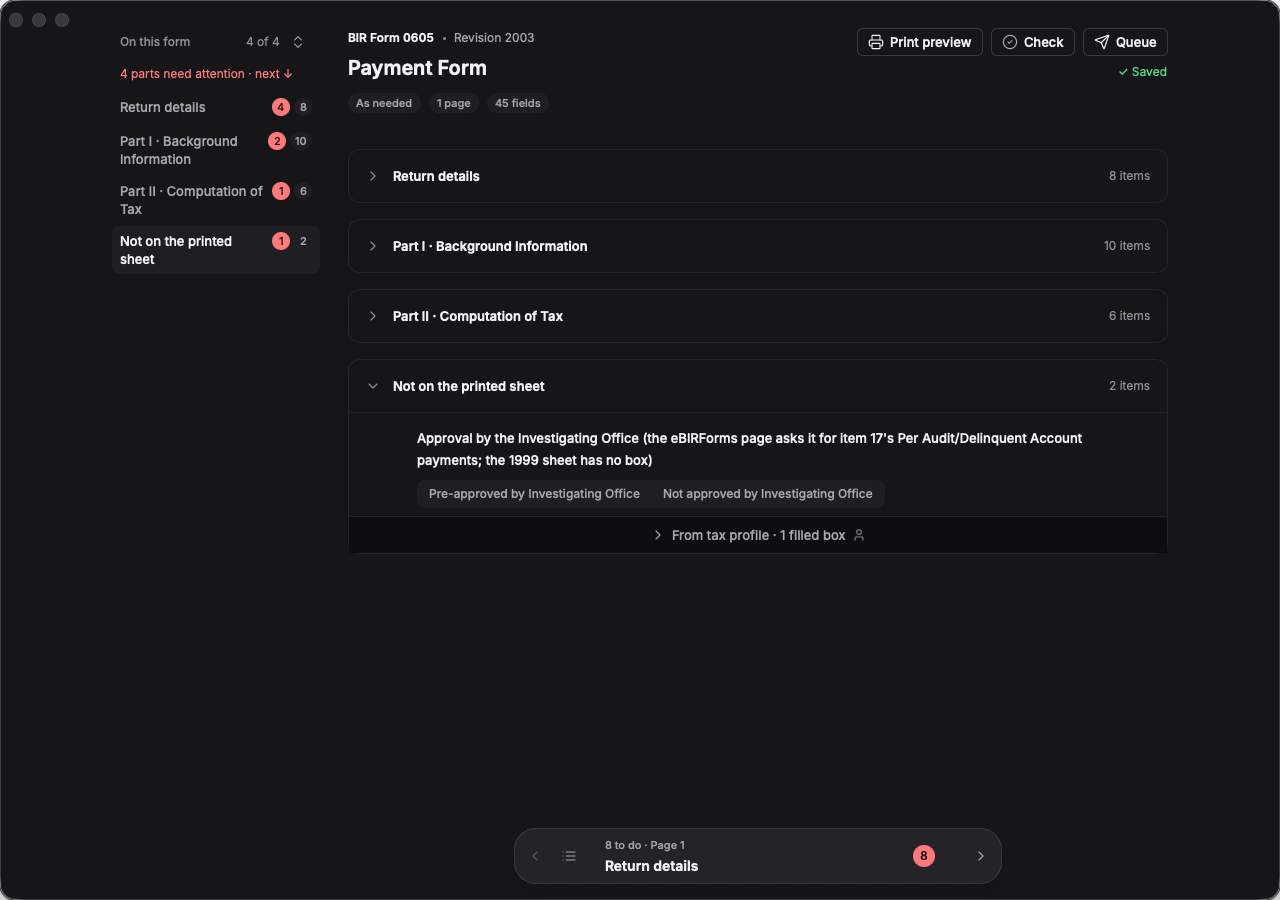 On this form
4 of 4
4 parts need attention · next ↓
Return details
4
8
Part I · Background Information
2
10
Part II · Computation of Tax
1
6
Not on the printed sheet
1
2
BIR Form 0605 • Revision 2003
Payment Form
As needed
1 page
45 fields
Print preview
Check
Queue
✓ Saved
Return details
8 items
Part I · Background Information
10 items
Part II · Computation of Tax
6 items
Not on the printed sheet
2 items
Approval by the Investigating Office (the eBIRForms page asks it for item 17's Per Audit/Delinquent Account
payments; the 1999 sheet has no box)
Pre-approved by Investigating Office
Not approved by Investigating Office
From tax profile · 1 filled box
8 to do · Page 1
Return details
8